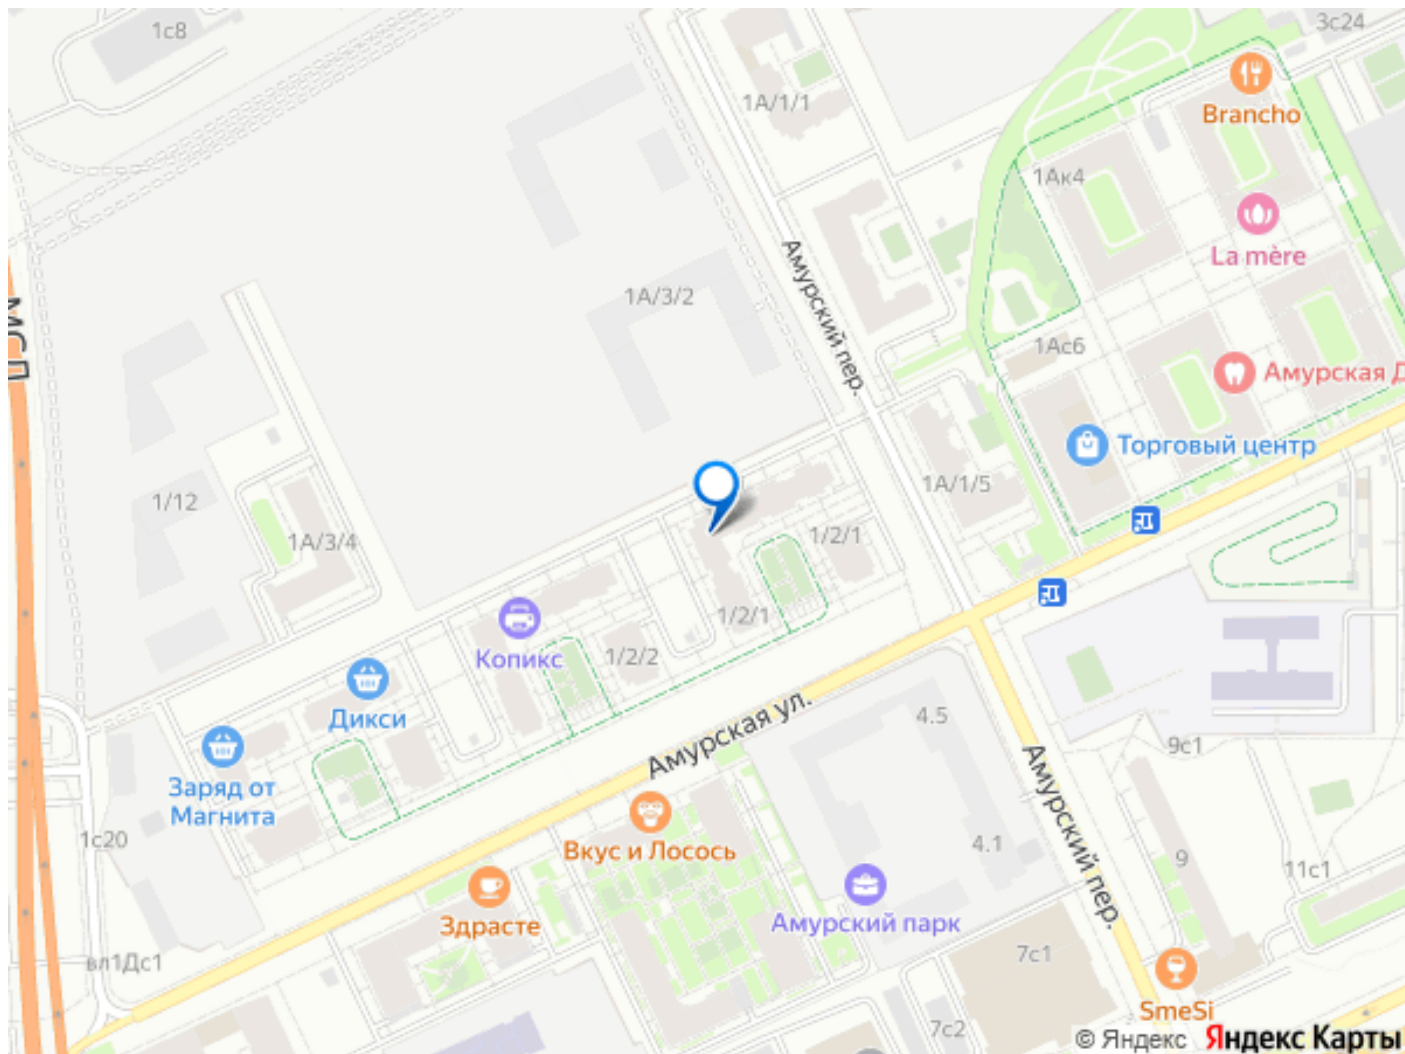 1с8
3с24
Brancho
1А/1/1
1Ак4
La mère
Амурский пер.
1А/3/2
1Ас6
Амурская Д
Торговый центр
1/12
1А/1/5
1А/3/4
1/2/1
1/2/1
Копикс
1/2/2
Дикси
Амурская ул.
4.5
9с1
Заряд от
Магнита
Амурский пер.
1с20
Вкус и Лосось
4.1
9
11с1
Здрасте
Амурский парк
7с1
вл1Дс1
SmeSi
7с2
© Яндекс Яндекс Карты